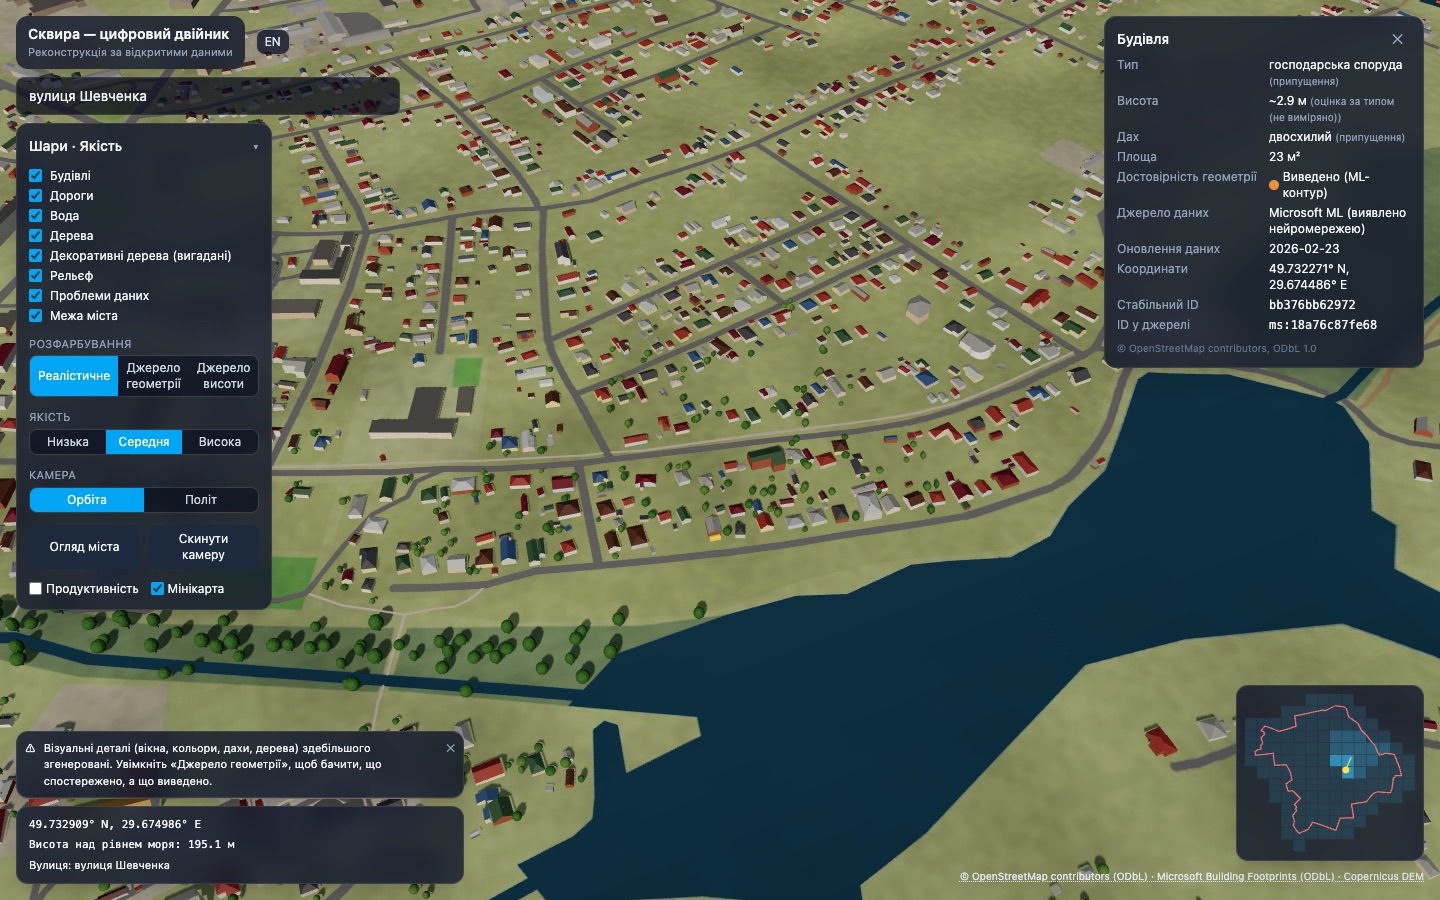 Сквира — цифровий двійник
Реконструкція за відкритими даними
EN
вулиця Шевченка
Шари · Якість
Будівлі
Дороги
Вода
Дерева
Декоративні дерева (вигадані)
Рельєф
Проблеми даних
Межа міста
РОЗФАРБУВАННЯ
Реалістичне
Джерело геометрії
Джерело висоти
ЯКІСТЬ
Низька
Середня
Висока
КАМЕРА
Орбіта
Політ
Огляд міста
Скинути камеру
Продуктивність
Мінікарта
Візуальні деталі (вікна, кольори, дахи, дерева) здебільшого
згенеровані. Увімкніть «Джерело геометрії», щоб бачити, що
спостережено, а що виведено.
49.732909° N, 29.674986° E
Висота над рівнем моря: 195.1 м
Вулиця: вулиця Шевченка
Будівля
Тип господарська споруда
(припущення)
Висота ~2.9 м (оцінка за типом
(не виміряно))
Дах двосхилий (припущення)
Площа 23 м²
Достовірність геометрії Виведено (ML-
контур)
Джерело даних Microsoft ML (виявлено
нейромережею)
Оновлення даних 2026-02-23
Координати 49.732271° N,
29.674486° E
Стабільний ID bb376bb62972
ID у джерелі ms:18a76c87fe68
© OpenStreetMap contributors, ODbL 1.0
© OpenStreetMap contributors (ODbL) · Microsoft Building Footprints (ODbL) · Copernicus DEM